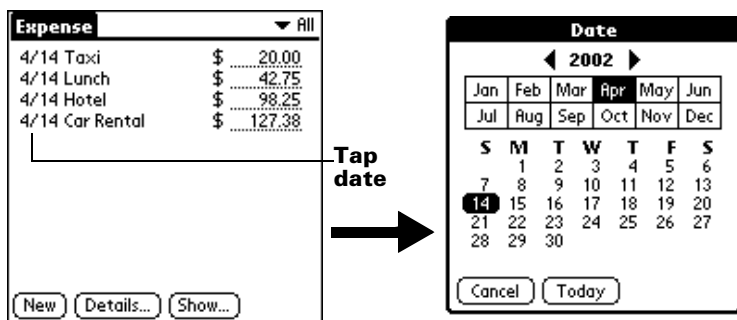 Expense
All
4/14 Taxi $ 20.00
4/14 Lunch $ 42.75
4/14 Hotel $ 98.25
4/14 Car Rental $ 127.38
New Details... Show...
Tap
date
Date
2002
Jan Feb Mar Apr May Jun
Jul Aug Sep Oct Nov Dec
S M T W T F S
1 2 3 4 5 6
7 8 9 10 11 12 13
14 15 16 17 18 19 20
21 22 23 24 25 26 27
28 29 30
Cancel Today